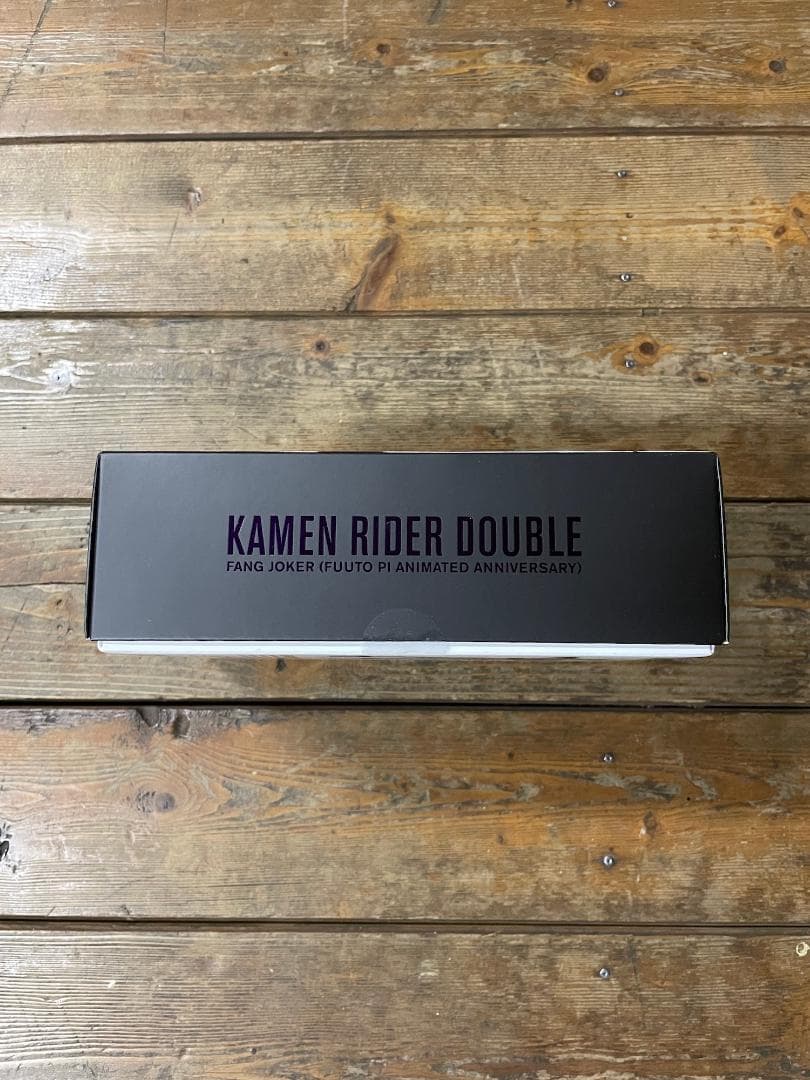 KAMEN RIDER DOUBLE
FANG JOKER (FUUTO PI ANIMATED ANNIVERSARY)